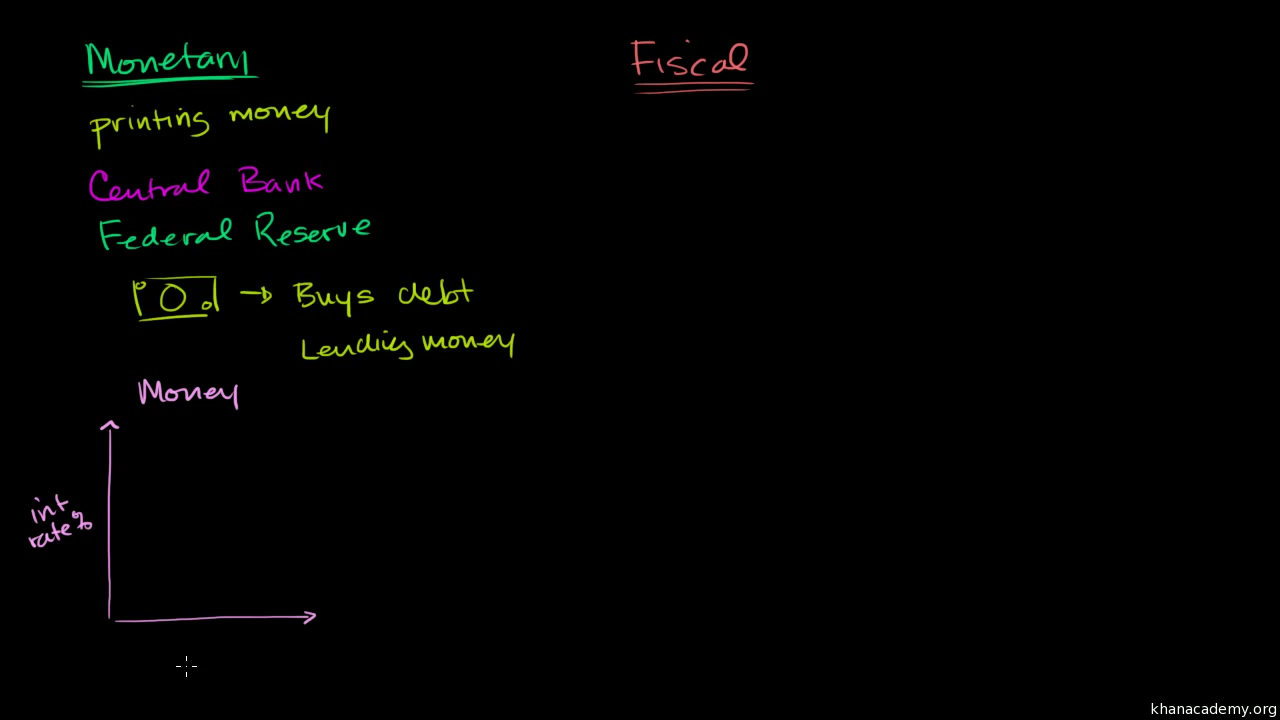 Monetary
Fiscal
printing money
Central Bank
Federal Reserve
Buys debt
Lending money
Money
int
rate %
khanacademy.org